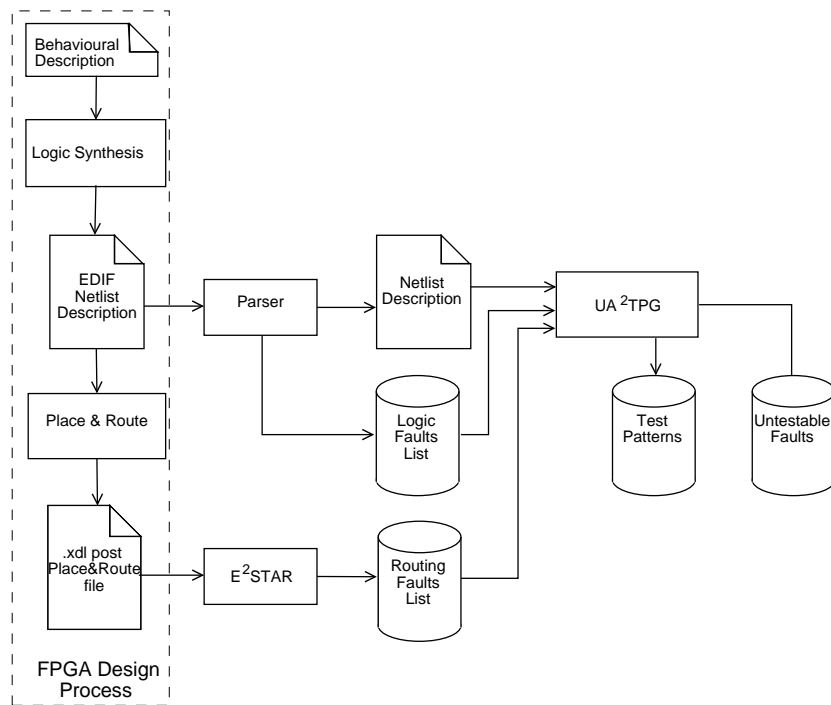 Behavioural
Description
Logic Synthesis
EDIF
Netlist
Description
Parser
Netlist
Description
UA ²TPG
Place & Route
Logic
Faults
List
Test
Patterns
Untestable
Faults
.xdl post
Place&Route
file
E²STAR
Routing
Faults
List
FPGA Design
Process